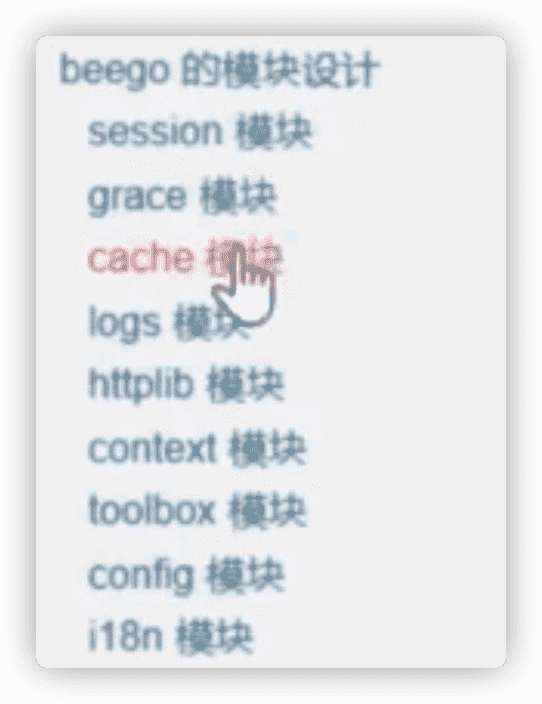 beego 的模块设计
session 模块
grace 模块
cache 模块
logs 模块
httplib 模块
context 模块
toolbox 模块
config 模块
i18n 模块